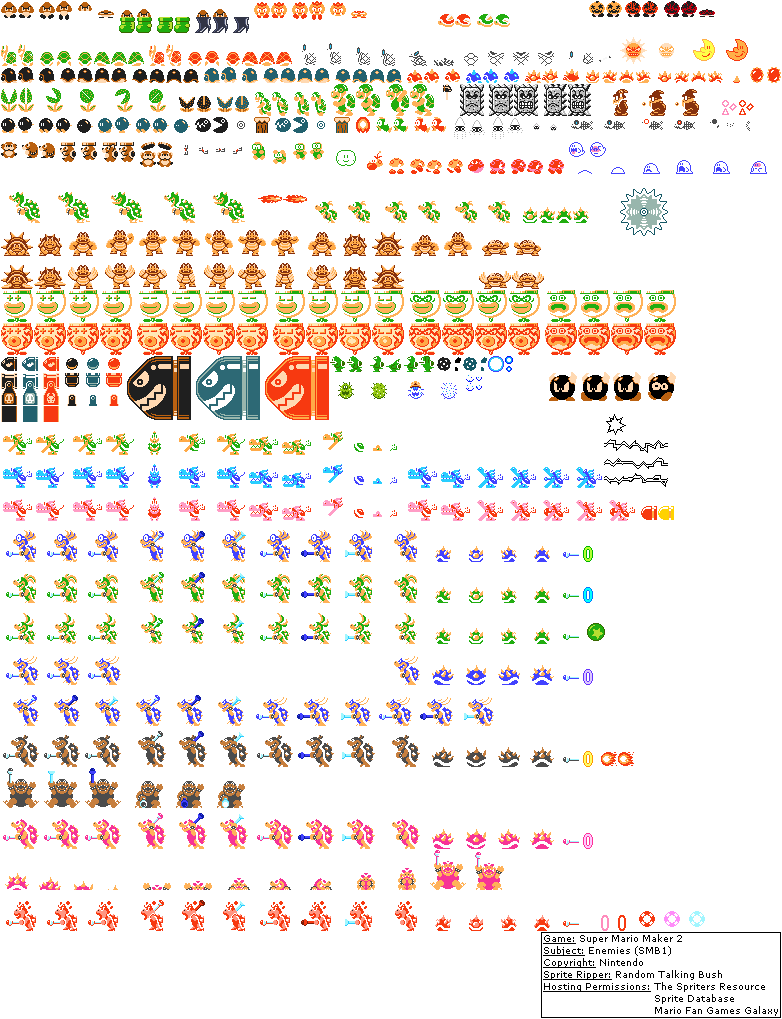 Game: Super Mario Maker 2
Subject: Enemies (SMB1)
Copyright: Nintendo
Sprite Ripper: Random Talking Bush
Hosting Permissions: The Spriters Resource
Sprite Database
Mario Fan Games Galaxy